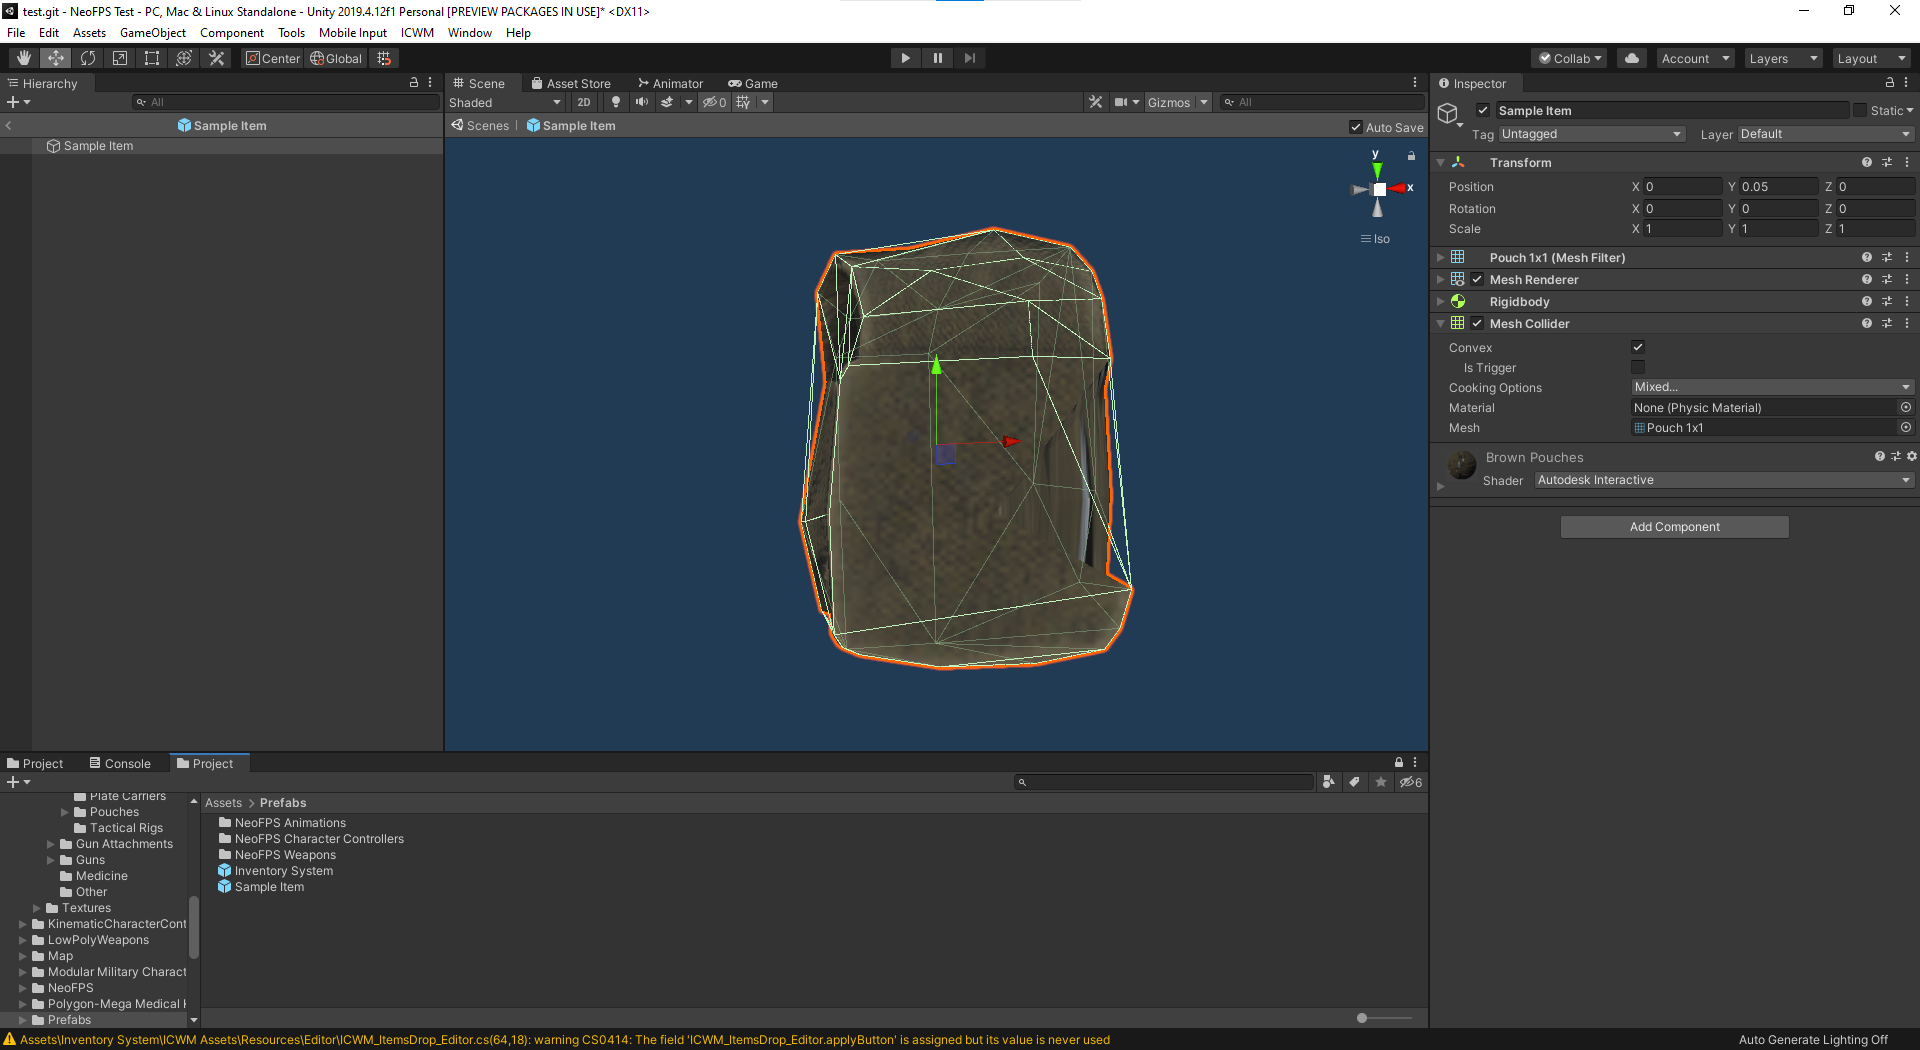 test.git - NeoFPS Test - PC, Mac & Linux Standalone - Unity 2019.4.12f1 Personal [PREVIEW PACKAGES IN USE]* <DX11>
File Edit Assets GameObject Component Tools Mobile Input ICWM Window Help
Center Global
Collab Account Layers Layout
Hierarchy
All
Sample Item
Sample Item
Scene Asset Store Animator Game
Shaded 2D 0 Gizmos All
Scenes | Sample Item Auto Save
y
x
Iso
Inspector
Sample Item Static
Tag Untagged Layer Default
Transform
Position X 0 Y 0.05 Z 0
Rotation X 0 Y 0 Z 0
Scale X 1 Y 1 Z 1
Pouch 1x1 (Mesh Filter)
Mesh Renderer
Rigidbody
Mesh Collider
Convex
Is Trigger
Cooking Options Mixed...
Material None (Physic Material)
Mesh Pouch 1x1
Brown Pouches
Shader Autodesk Interactive
Add Component
Project Console Project
6
Plate Carriers
Pouches
Tactical Rigs
Gun Attachments
Guns
Medicine
Other
Textures
KinematicCharacterCont
LowPolyWeapons
Map
Modular Military Charact
NeoFPS
Polygon-Mega Medical K
Prefabs
Assets > Prefabs
NeoFPS Animations
NeoFPS Character Controllers
NeoFPS Weapons
Inventory System
Sample Item
Assets\Inventory System\ICWM Assets\Resources\Editor\ICWM_ItemsDrop_Editor.cs(64,18): warning CS0414: The field 'ICWM_ItemsDrop_Editor.applyButton' is assigned but its value is never used
Auto Generate Lighting Off